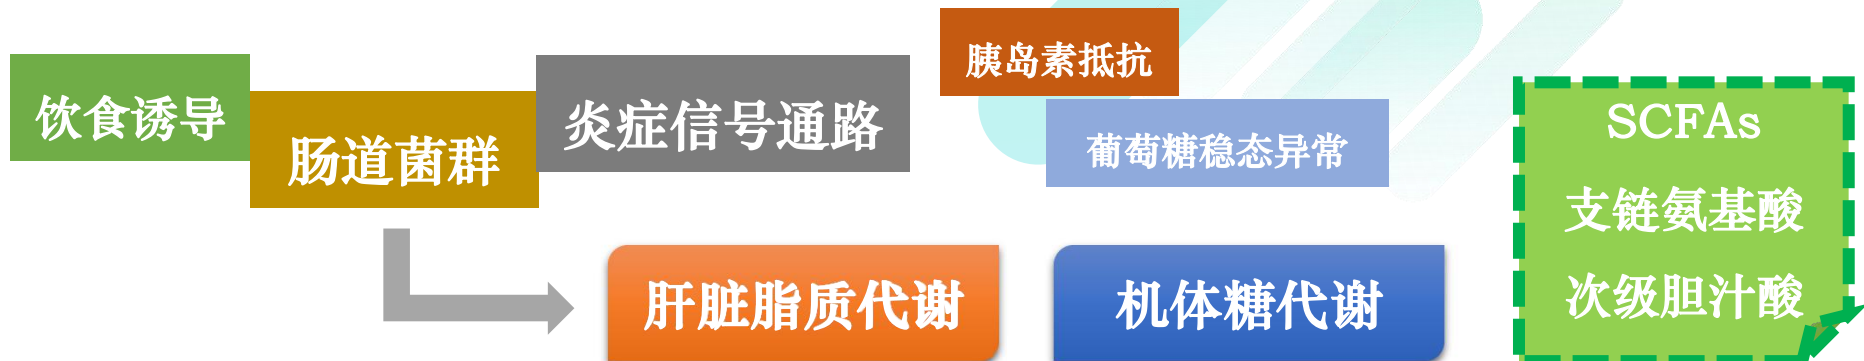 饮食诱导
肠道菌群
炎症信号通路
胰岛素抵抗
葡萄糖稳态异常
肝脏脂质代谢
机体糖代谢
SCFAs
支链氨基酸
次级胆汁酸